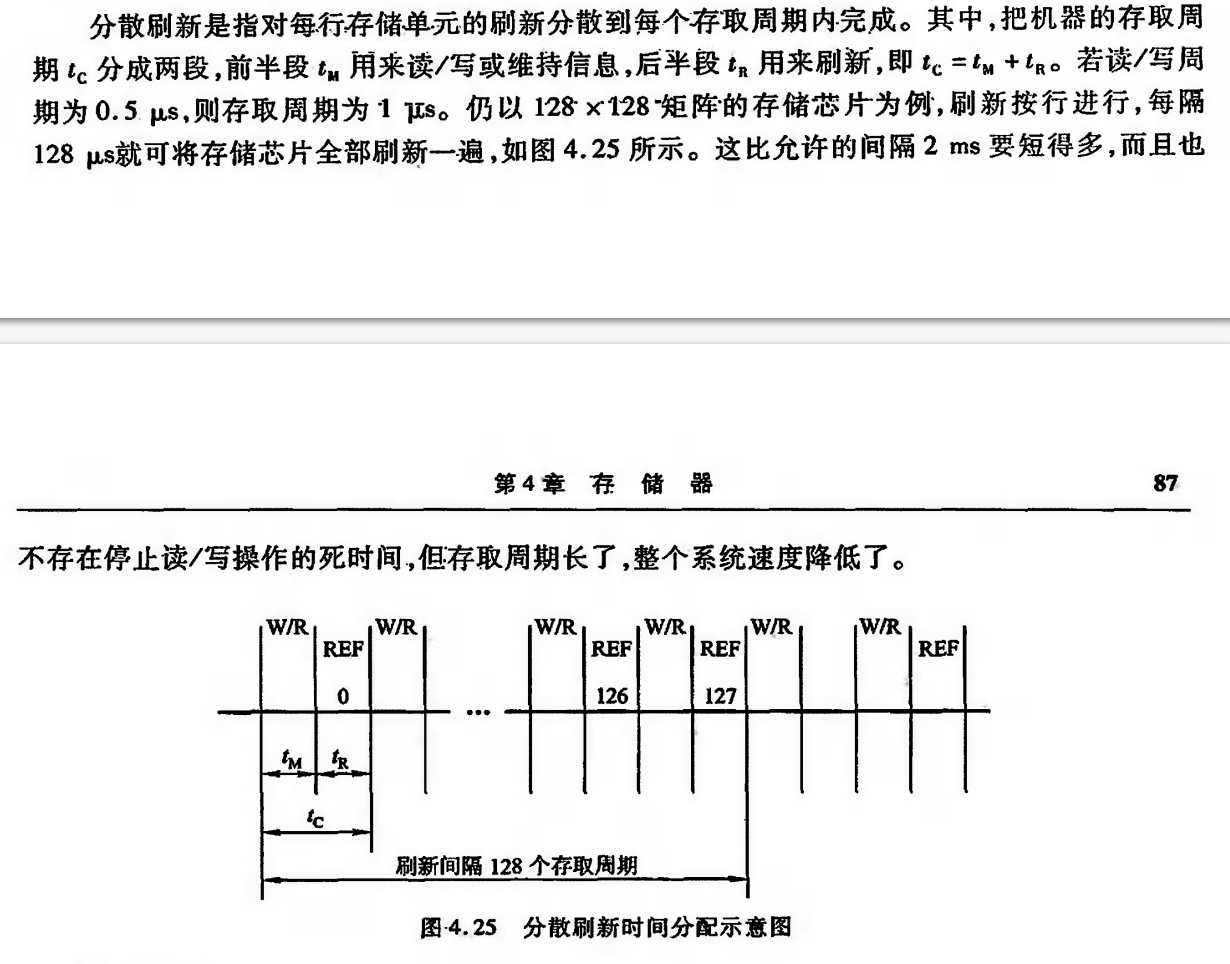 分散刷新是指对每行存储单元的刷新分散到每个存取周期内完成。其中,把机器的存取周
期 tC 分成两段,前半段 tM 用来读/写或维持信息,后半段 tR 用来刷新,即 tC = tM + tR。若读/写周
期为 0.5 μs,则存取周期为 1 μs。仍以 128 ×128 矩阵的存储芯片为例,刷新按行进行,每隔
128 μs就可将存储芯片全部刷新一遍,如图 4.25 所示。这比允许的间隔 2 ms 要短得多,而且也
第 4 章 存 储 器 87
不存在停止读/写操作的死时间,但存取周期长了,整个系统速度降低了。
W/R W/R W/R W/R W/R W/R
REF REF REF REF
0 ... 126 127
tM tR
tC
刷新间隔 128 个存取周期
图 4.25 分散刷新时间分配示意图